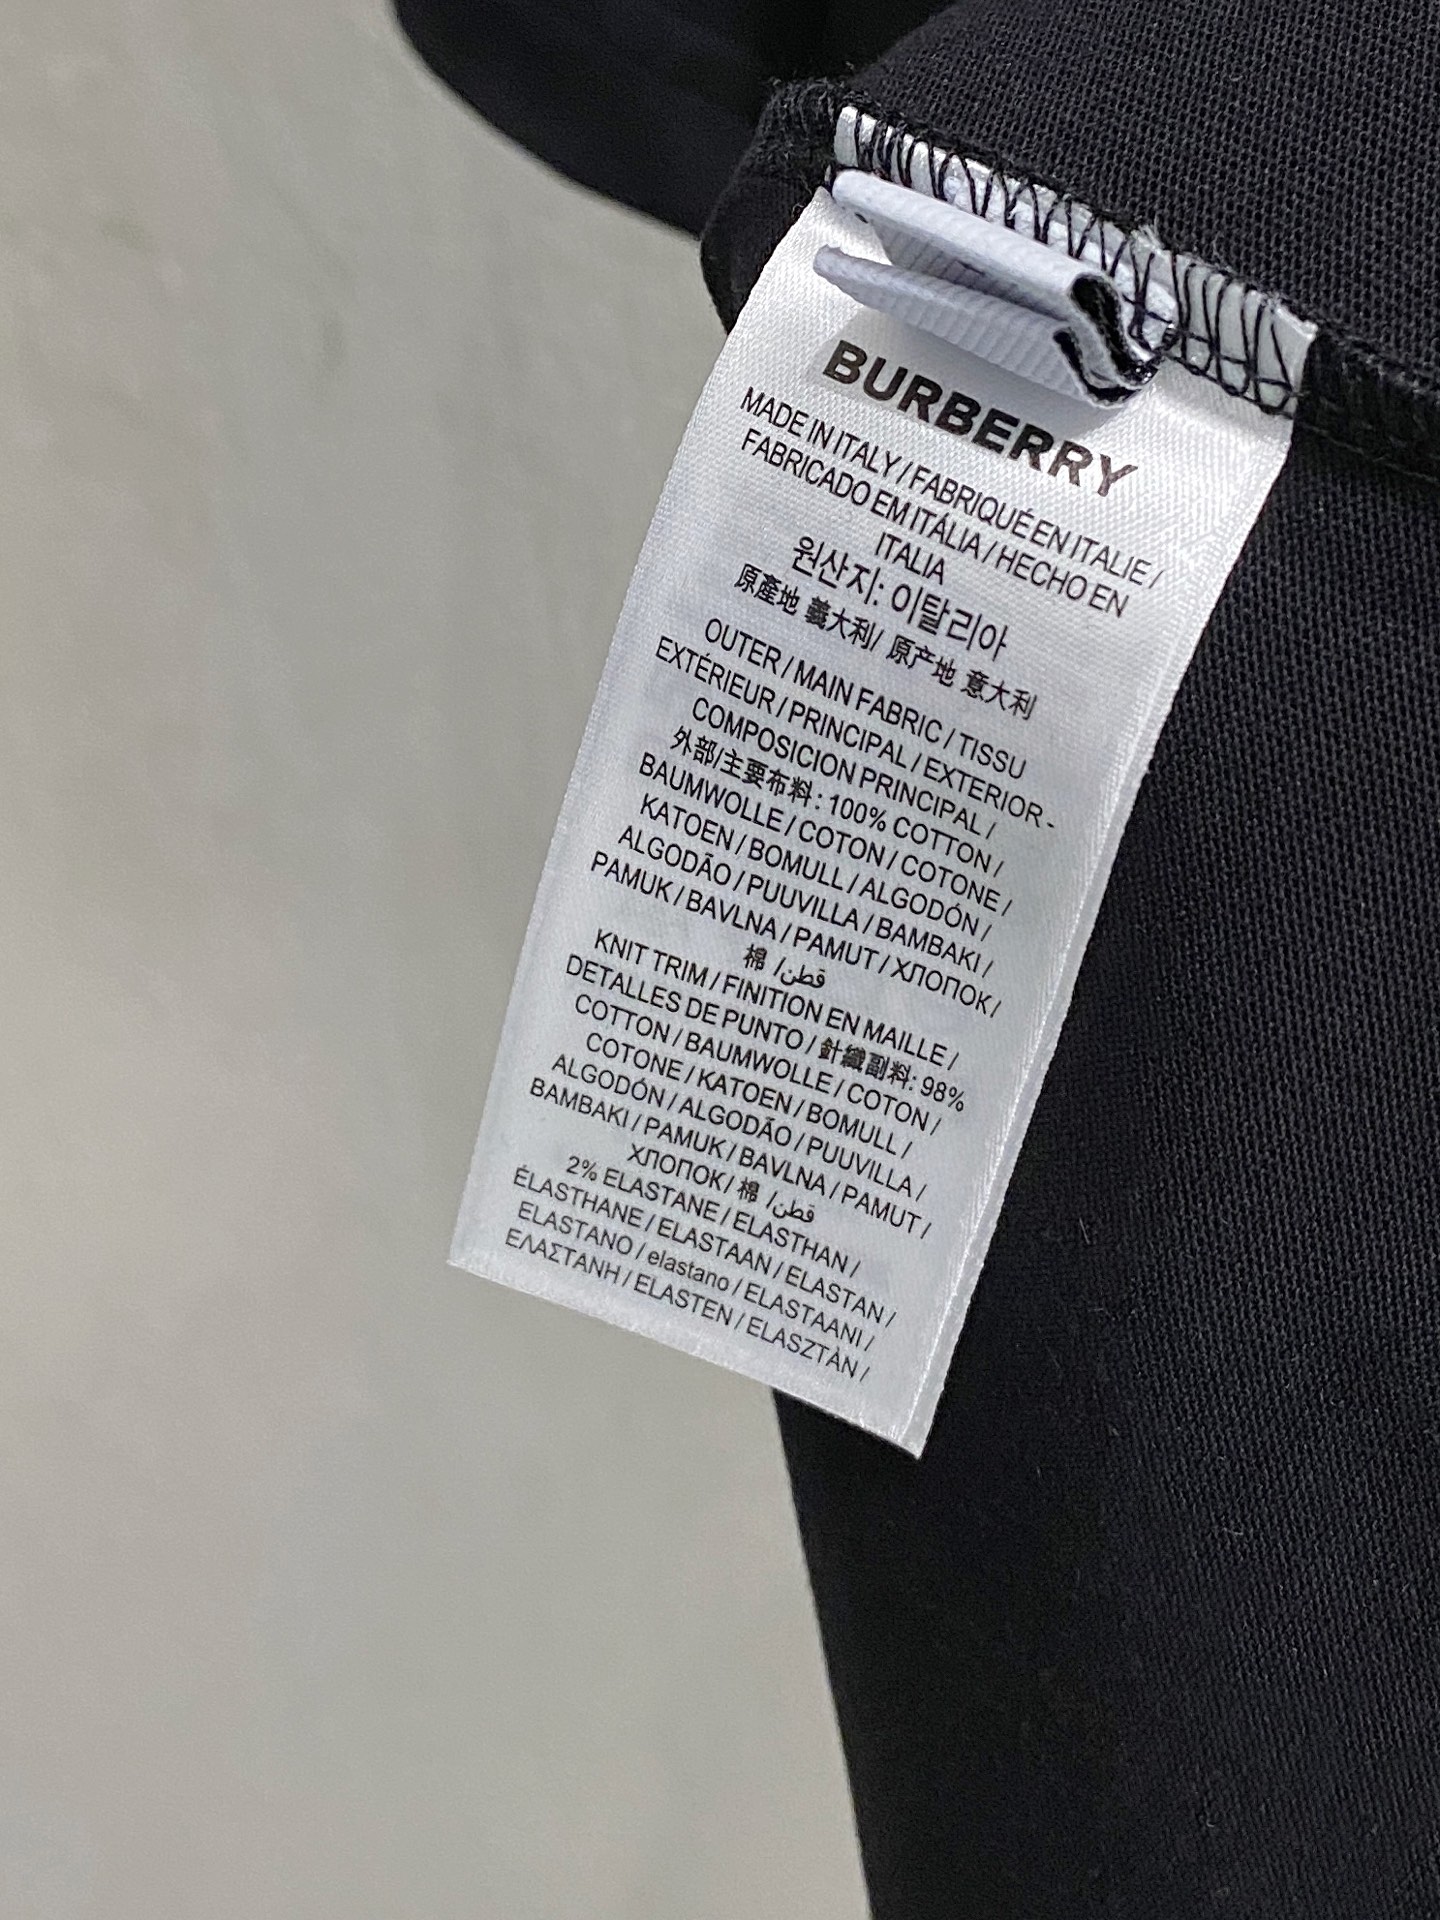 BURBERRY
MADE IN ITALY / FABRIQUÉ EN ITALIE /
FABRICADO EM ITÁLIA / HECHO EN
ITALIA
원산지: 이탈리아
原產地 義大利/ 原产地 意大利
OUTER / MAIN FABRIC / TISSU
EXTÉRIEUR / PRINCIPAL / EXTERIOR -
COMPOSICION PRINCIPAL /
外部/主要布料 : 100% COTTON /
BAUMWOLLE / COTON / COTONE /
KATOEN / BOMULL / ALGODÓN /
ALGODÃO / PUUVILLA / BAMBAKI /
PAMUK / BAVLNA / PAMUT / ХЛОПОК /
棉 / قطن
KNIT TRIM / FINITION EN MAILLE /
DETALLES DE PUNTO / 針織副料: 98%
COTTON / BAUMWOLLE / COTON /
COTONE / KATOEN / BOMULL /
ALGODÓN / ALGODÃO / PUUVILLA /
BAMBAKI / PAMUK / BAVLNA / PAMUT /
ХЛОПОК / 棉 / قطن
2% ELASTANE / ELASTHAN /
ÉLASTHANE / ELASTAAN / ELASTAN /
ELASTANO / elastano / ELASTAANI /
ΕΛΑΣΤΑΝΗ / ELASTEN / ELASZTÀN /